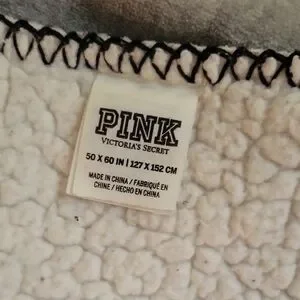 PINK
VICTORIA'S SECRET
50 X 60 IN | 127 X 152 CM
MADE IN CHINA / FABRIQUÉ EN
CHINE / HECHO EN CHINA